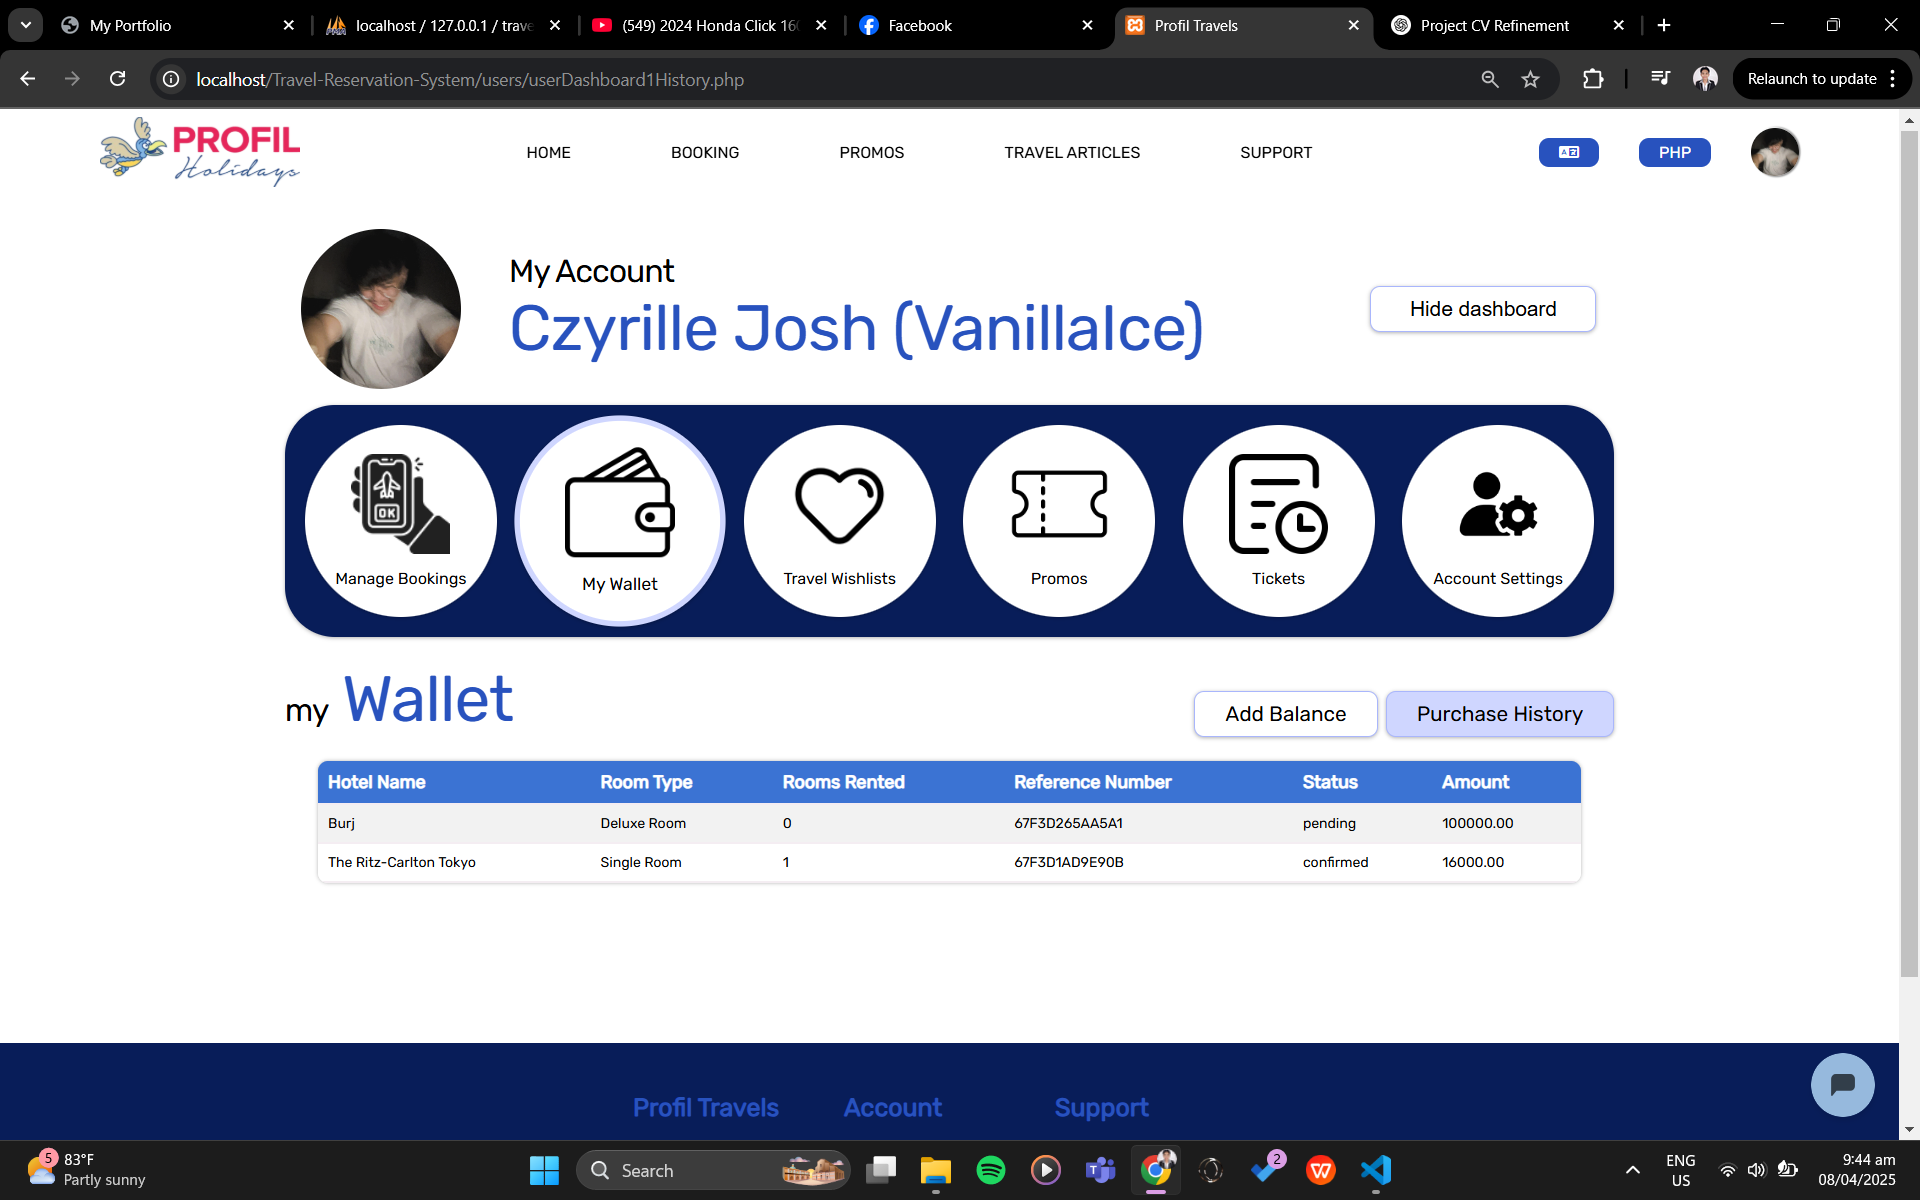 My Portfolio
localhost / 127.0.0.1 / trave
(549) 2024 Honda Click 160
Facebook
Profil Travels
Project CV Refinement
localhost/Travel-Reservation-System/users/userDashboard1History.php
Relaunch to update
PROFIL
Holidays
HOME
BOOKING
PROMOS
TRAVEL ARTICLES
SUPPORT
PHP
My Account
Czyrille Josh (VanillaIce)
Hide dashboard
OK
Manage Bookings
My Wallet
Travel Wishlists
Promos
Tickets
Account Settings
my Wallet
Add Balance
Purchase History
Hotel Name Room Type Rooms Rented Reference Number Status Amount
Burj Deluxe Room 0 67F3D265AA5A1 pending 100000.00
The Ritz-Carlton Tokyo Single Room 1 67F3D1AD9E90B confirmed 16000.00
Profil Travels
Account
Support
5
83°F
Partly sunny
Search
2
ENG
US
9:44 am
08/04/2025